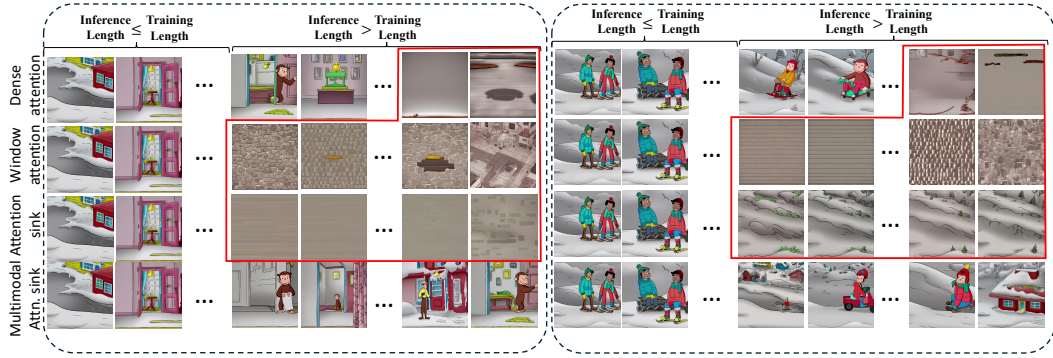 Inference Length ≤ Training Length
Inference Length > Training Length
Inference Length ≤ Training Length
Inference Length > Training Length
Dense attention
...
...
...
...
Window attention
...
...
...
...
Attention sink
...
...
...
...
Multimodal Attn. sink
...
...
...
...